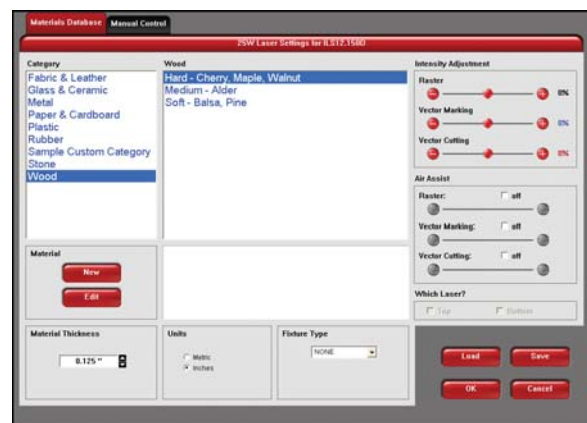 Materials Database Manual Control
25W Laser Settings for ILS12.150D
Category
Fabric & Leather
Glass & Ceramic
Metal
Paper & Cardboard
Plastic
Rubber
Sample Custom Category
Stone
Wood
Wood
Hard - Cherry, Maple, Walnut
Medium - Alder
Soft - Balsa, Pine
Intensity Adjustment
Raster
0%
Vector Marking
0%
Vector Cutting
0%
Air Assist
Raster: off
Vector Marking: off
Vector Cutting: off
Which Laser?
Top Bottom
Material
New
Edit
Material Thickness
0.125 "
Units
Metric
Inches
Fixture Type
NONE
Load Save
OK Cancel